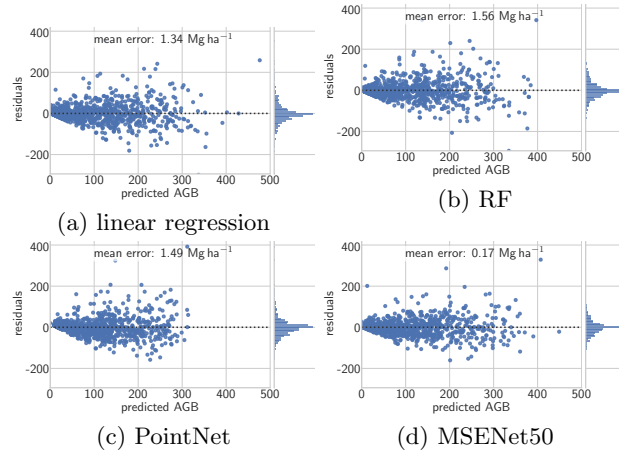 mean error: 1.34 Mg ha⁻¹
400
200
0
−200
residuals
0 100 200 300 400 500
predicted AGB
(a) linear regression
mean error: 1.56 Mg ha⁻¹
400
200
0
−200
residuals
0 100 200 300 400 500
predicted AGB
(b) RF
mean error: 1.49 Mg ha⁻¹
400
200
0
−200
residuals
0 100 200 300 400 500
predicted AGB
(c) PointNet
mean error: 0.17 Mg ha⁻¹
400
200
0
−200
residuals
0 100 200 300 400 500
predicted AGB
(d) MSENet50